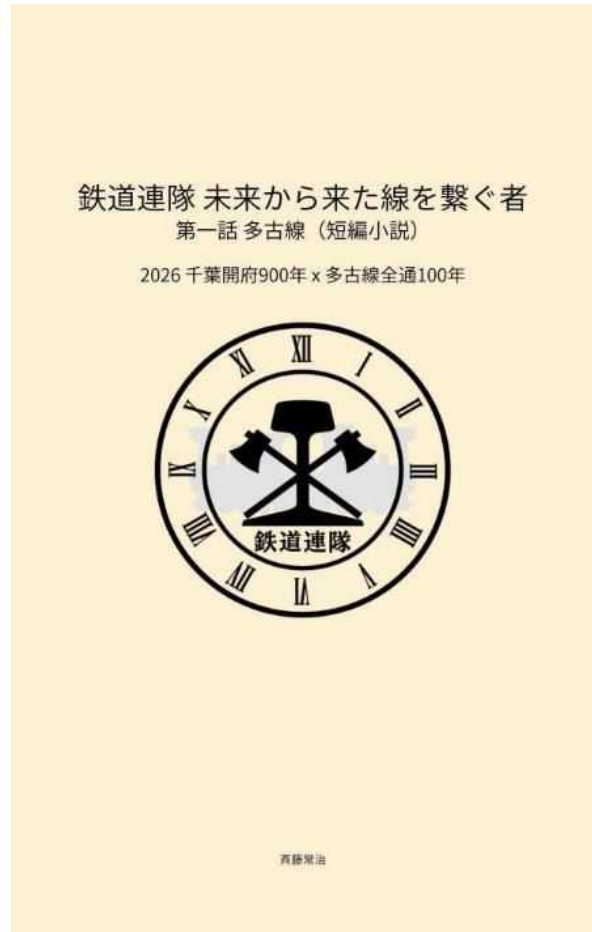 鉄道連隊 未来から来た線を繋ぐ者
第一話 多古線（短編小説）
2026 千葉開府900年 x 多古線全通100年
XII
I
II
III
IIII
V
VI
VII
VIII
IX
X
XI
鉄道連隊
斉藤常治